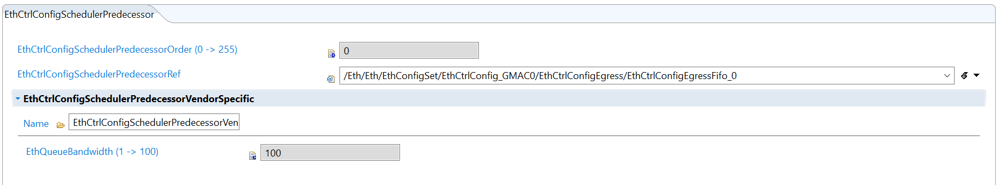 EthCtrlConfigSchedulerPredecessor
EthCtrlConfigSchedulerPredecessorOrder (0 -> 255)
0
EthCtrlConfigSchedulerPredecessorRef
/Eth/Eth/EthConfigSet/EthCtrlConfig_GMAC0/EthCtrlConfigEgress/EthCtrlConfigEgressFifo_0
EthCtrlConfigSchedulerPredecessorVendorSpecific
Name
EthCtrlConfigSchedulerPredecessorVen
EthQueueBandwidth (1 -> 100)
100